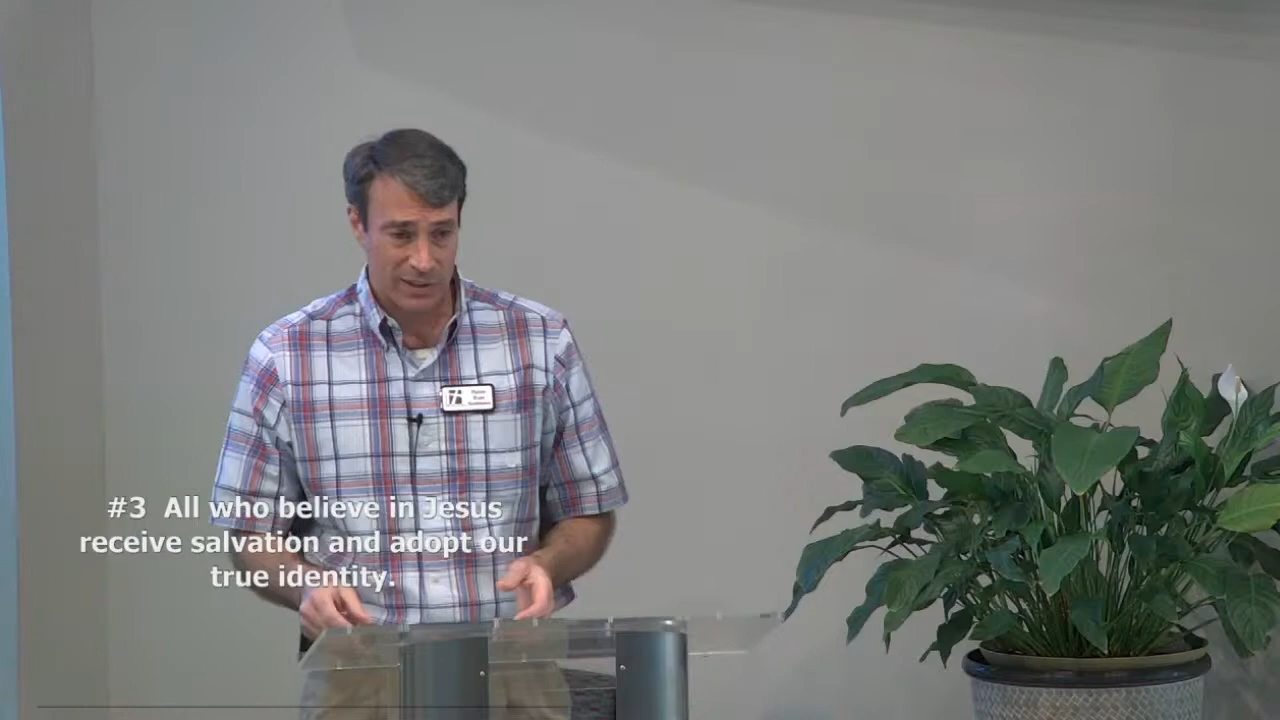 #3 All who believe in Jesus
receive salvation and adopt our
true identity.